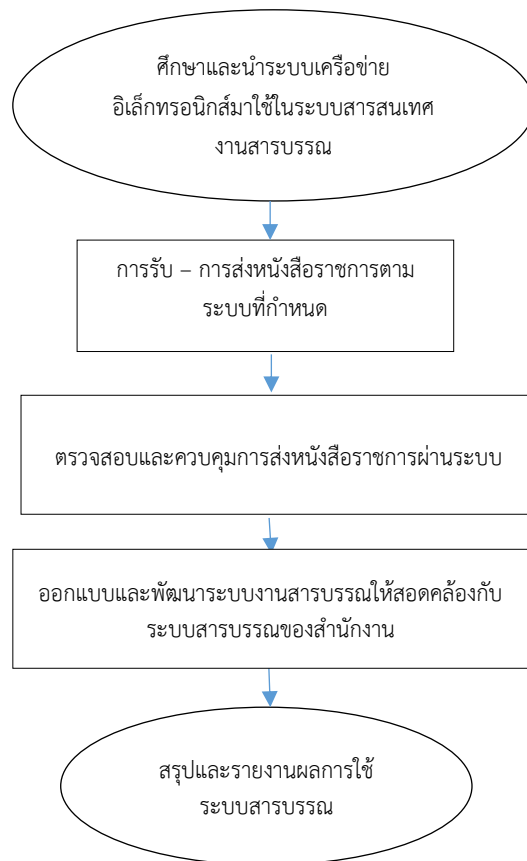 ศึกษาและนำระบบเครือข่าย
อิเล็กทรอนิกส์มาใช้ในระบบสารสนเทศ
งานสารบรรณ
การรับ – การส่งหนังสือราชการตาม
ระบบที่กำหนด
ตรวจสอบและควบคุมการส่งหนังสือราชการผ่านระบบ
ออกแบบและพัฒนาระบบงานสารบรรณให้สอดคล้องกับ
ระบบสารบรรณของสำนักงาน
สรุปและรายงานผลการใช้
ระบบสารบรรณ